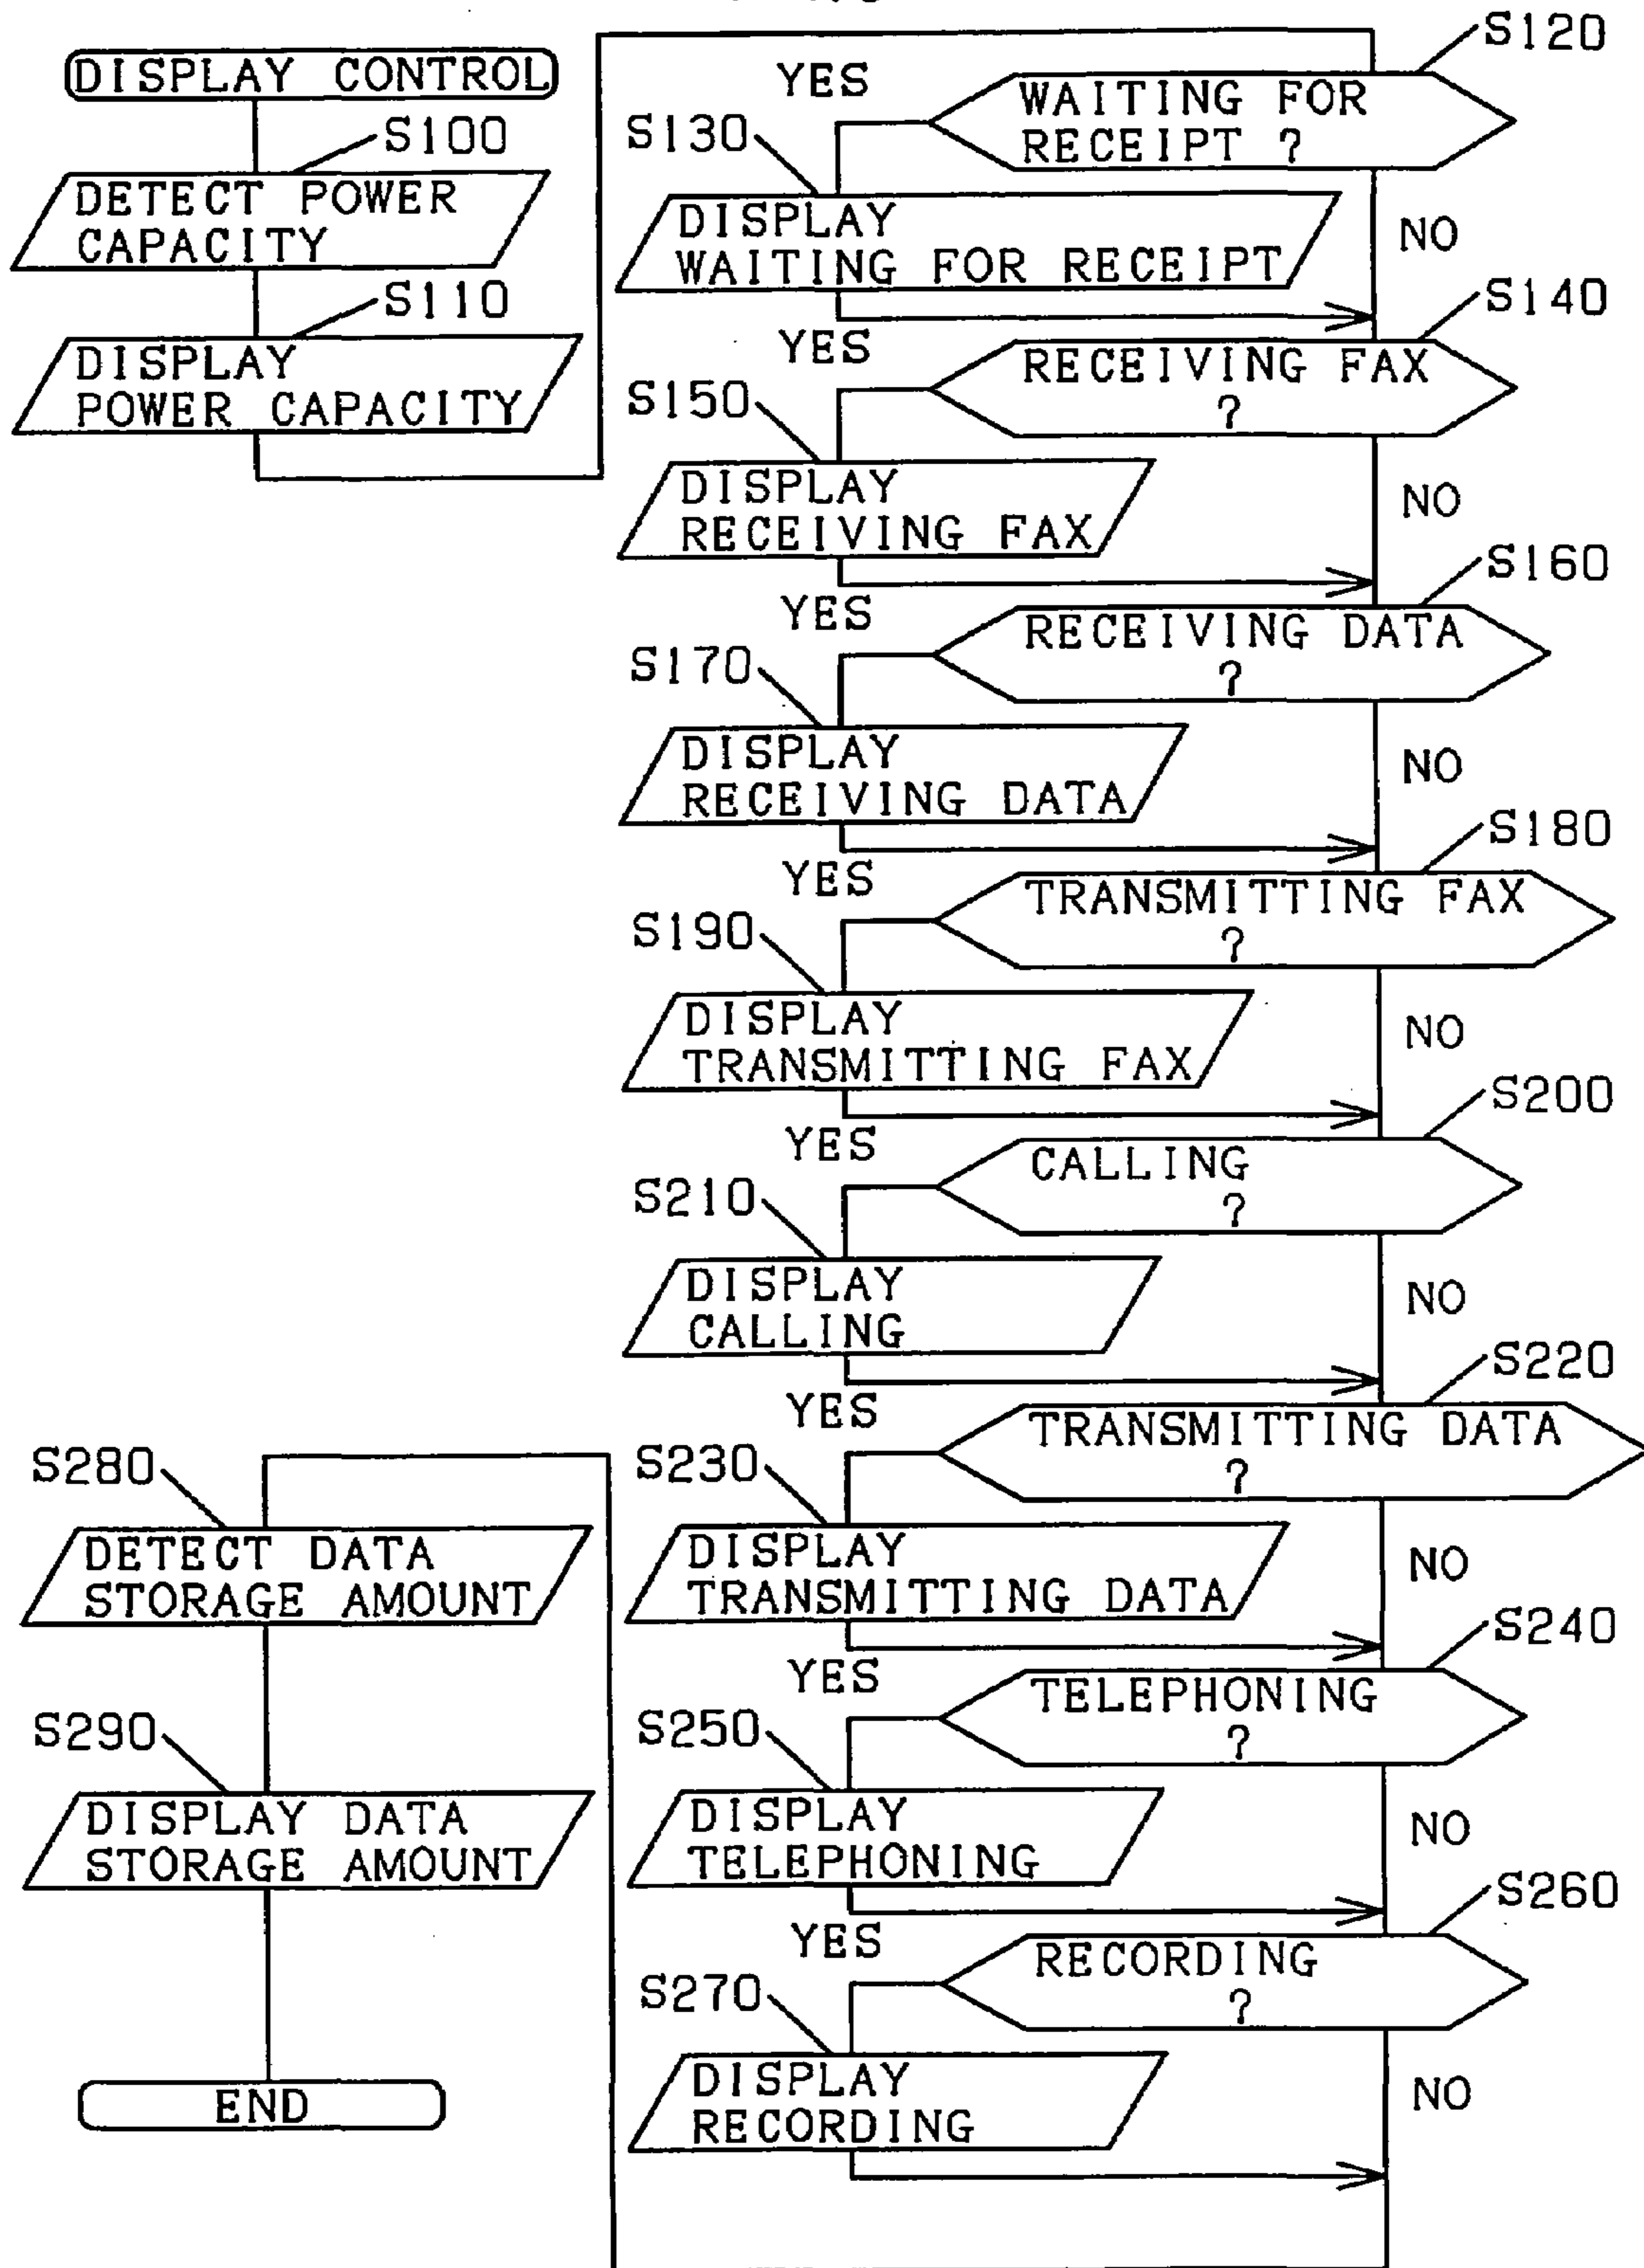 DISPLAY CONTROL
S100
DETECT POWER
CAPACITY
S110
DISPLAY
POWER CAPACITY
S120
YES
WAITING FOR
RECEIPT ?
S130
DISPLAY
WAITING FOR RECEIPT
NO
S140
YES
RECEIVING FAX
?
S150
DISPLAY
RECEIVING FAX
NO
S160
YES
RECEIVING DATA
?
S170
DISPLAY
RECEIVING DATA
NO
S180
YES
TRANSMITTING FAX
?
S190
DISPLAY
TRANSMITTING FAX
NO
S200
YES
CALLING
?
S210
DISPLAY
CALLING
NO
S220
YES
TRANSMITTING DATA
?
S230
DISPLAY
TRANSMITTING DATA
NO
S240
YES
TELEPHONING
?
S250
DISPLAY
TELEPHONING
NO
S260
YES
RECORDING
?
S270
DISPLAY
RECORDING
NO
S280
DETECT DATA
STORAGE AMOUNT
S290
DISPLAY DATA
STORAGE AMOUNT
END